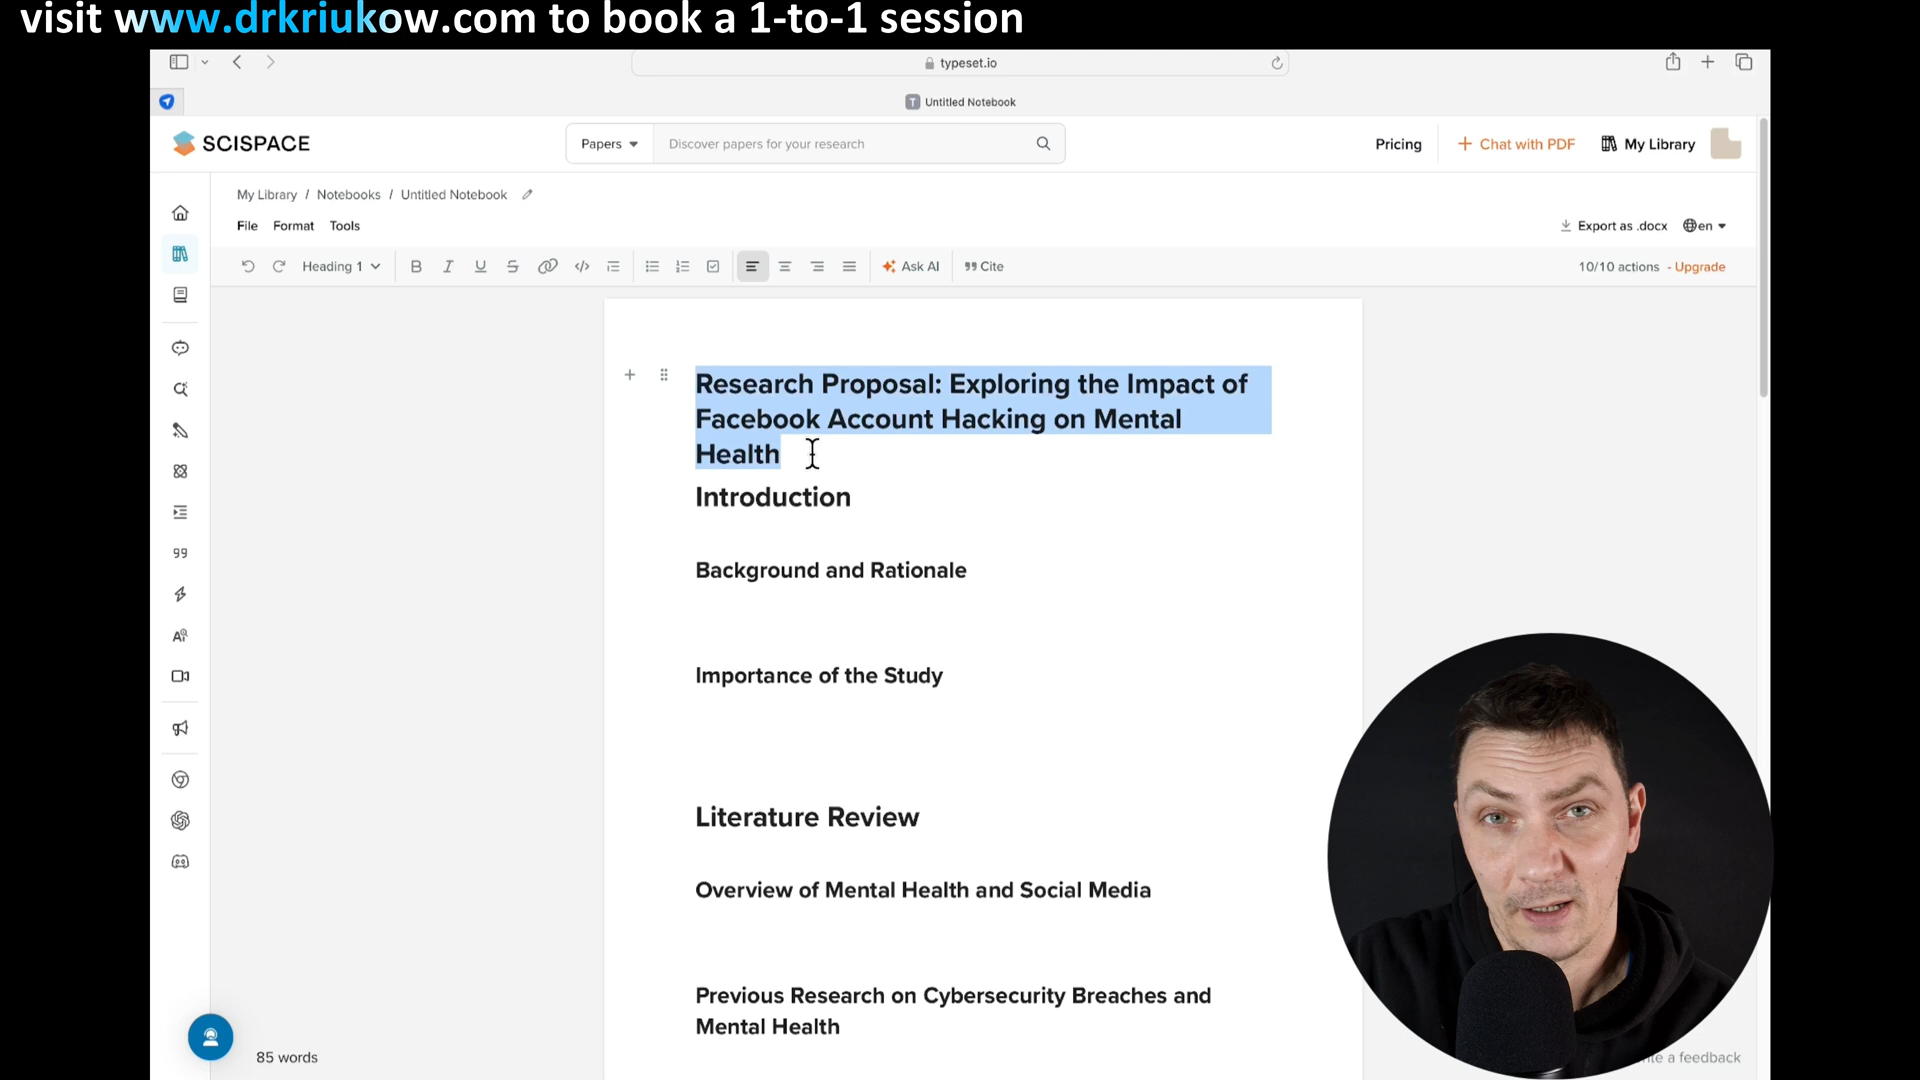 visit www.drkriukow.com to book a 1-to-1 session
typeset.io
T Untitled Notebook
SCISPACE
Papers
Discover papers for your research
Pricing
+ Chat with PDF
My Library
My Library / Notebooks / Untitled Notebook
File Format Tools
Export as .docx
en
Heading 1
B I U S
Ask AI
Cite
10/10 actions - Upgrade
Research Proposal: Exploring the Impact of
Facebook Account Hacking on Mental
Health
Introduction
Background and Rationale
Importance of the Study
Literature Review
Overview of Mental Health and Social Media
Previous Research on Cybersecurity Breaches and
Mental Health
85 words
a feedback